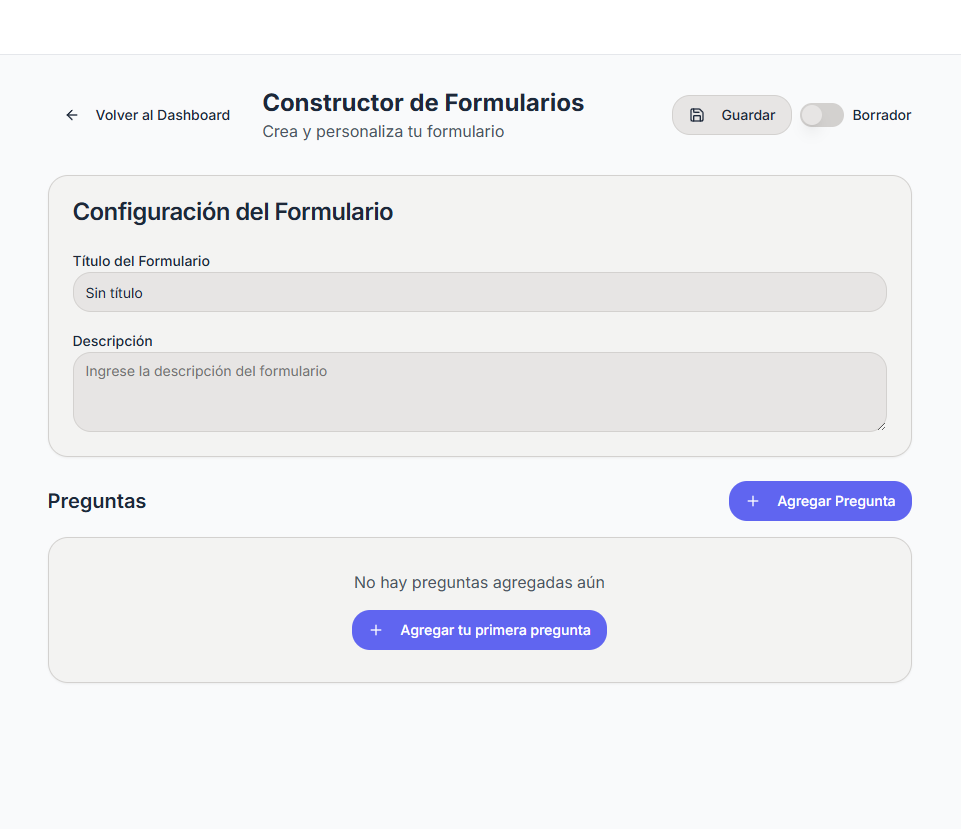 Volver al Dashboard
Constructor de Formularios
Crea y personaliza tu formulario
Guardar
Borrador
Configuración del Formulario
Título del Formulario
Sin título
Descripción
Ingrese la descripción del formulario
Preguntas
Agregar Pregunta
No hay preguntas agregadas aún
Agregar tu primera pregunta